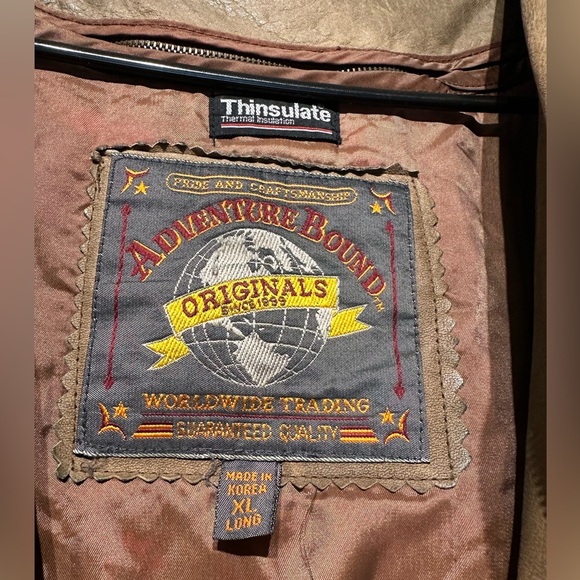 Thinsulate
Thermal Insulation
PRIDE AND CRAFTSMANSHIP
ADVENTURE BOUND TM
ORIGINALS
SINCE 1899
WORLDWIDE TRADING
GUARANTEED QUALITY
MADE IN
KOREA
XL
LONG